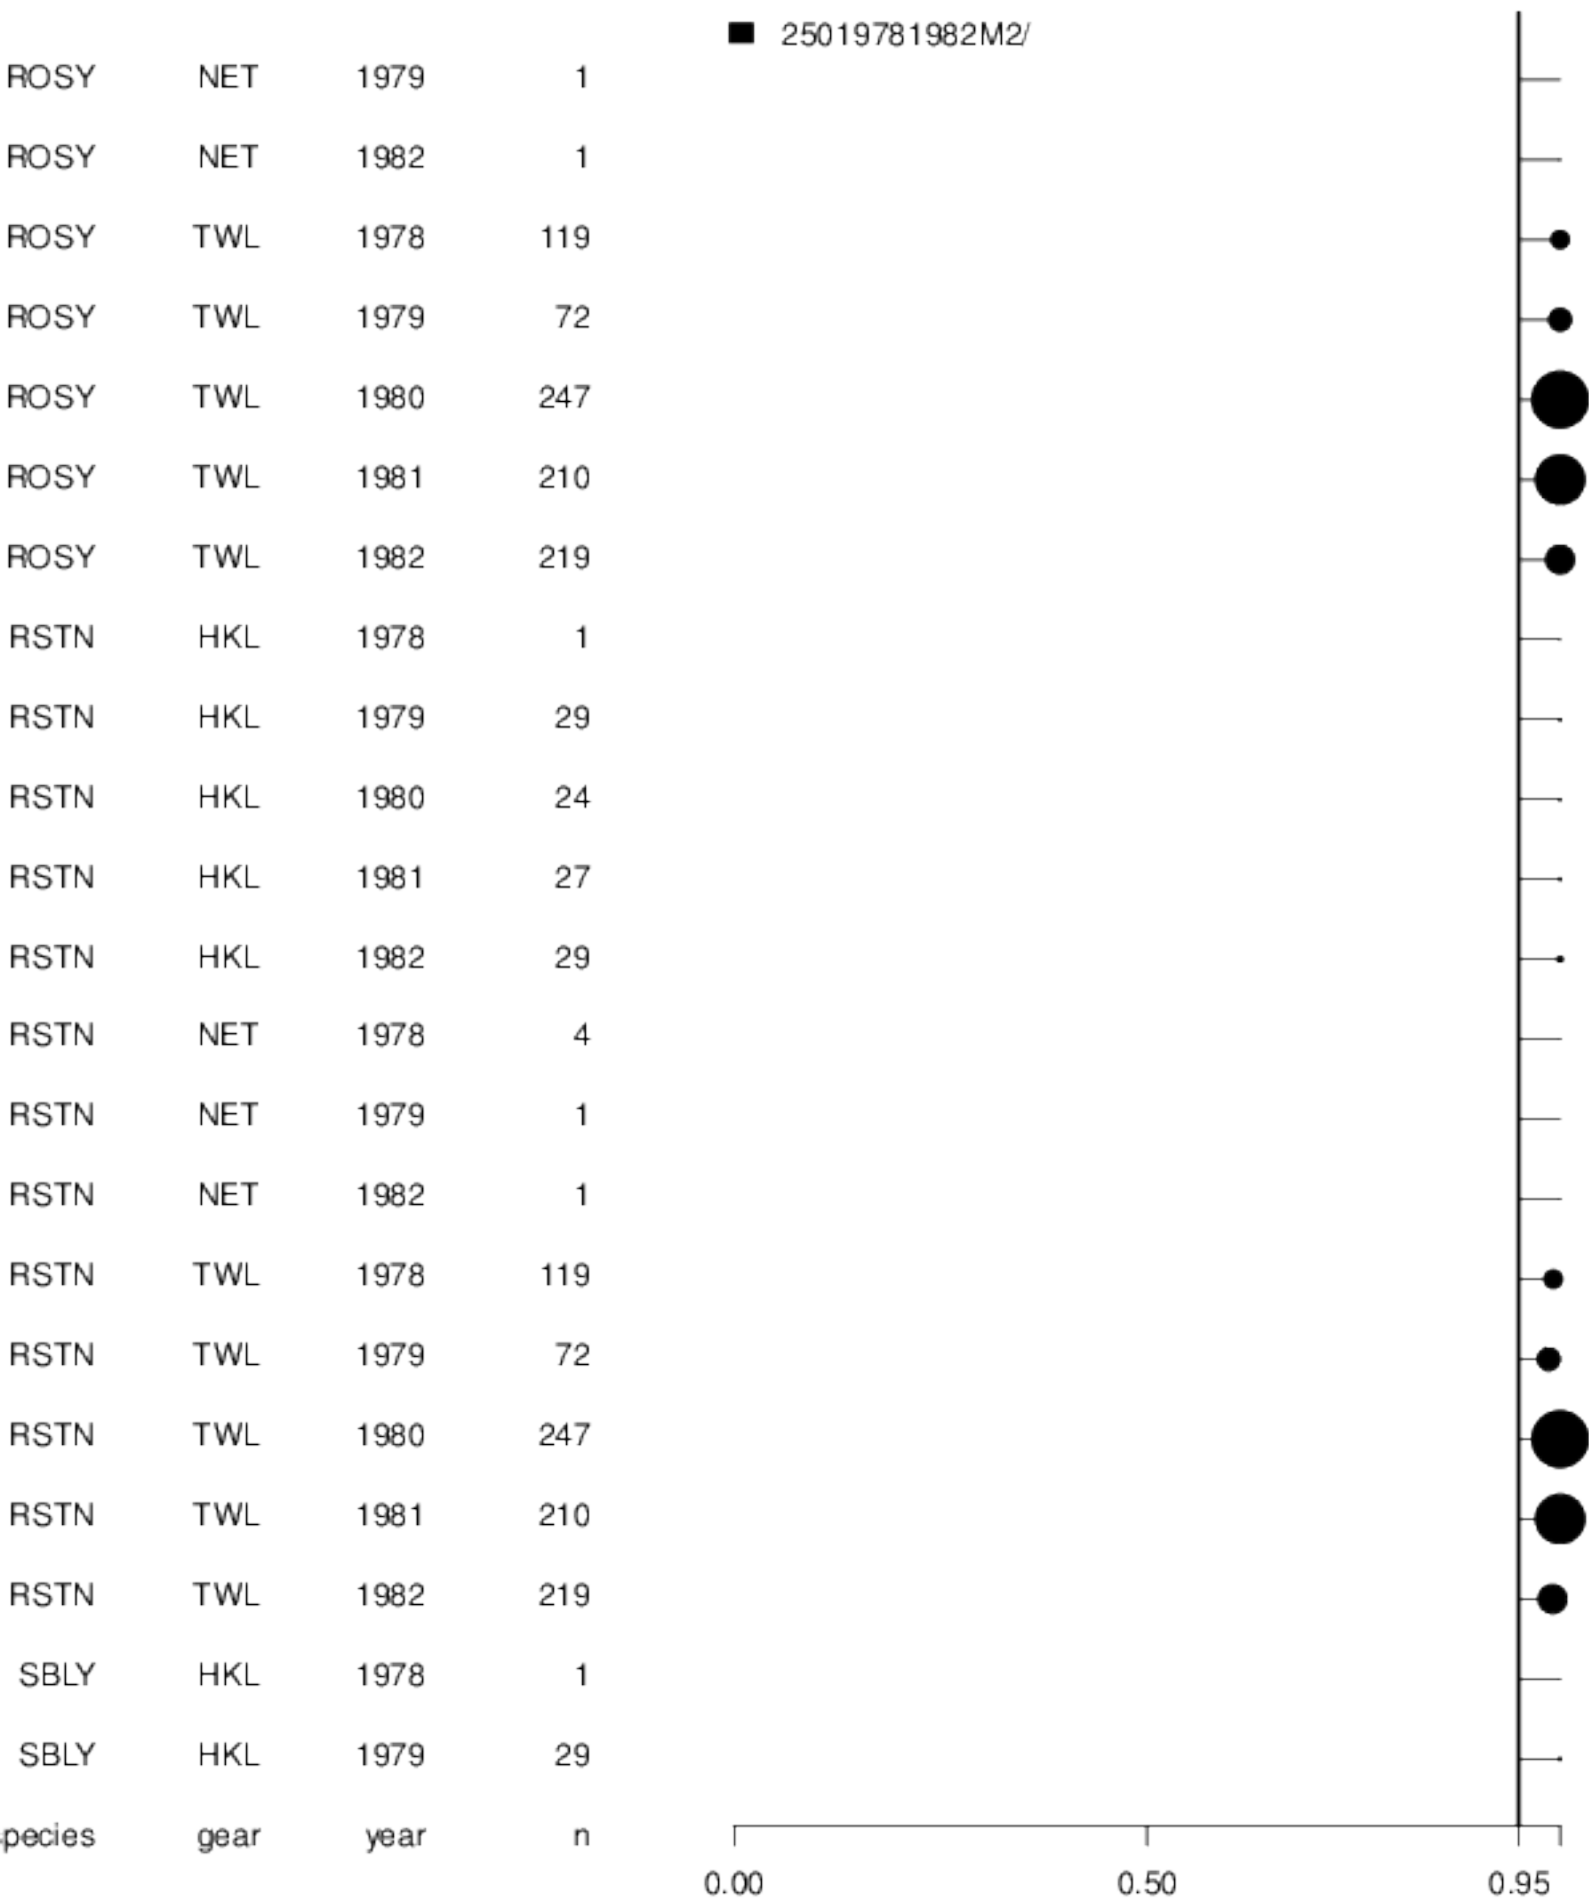 25019781982M2/
ROSY NET 1979 1
ROSY NET 1982 1
ROSY TWL 1978 119
ROSY TWL 1979 72
ROSY TWL 1980 247
ROSY TWL 1981 210
ROSY TWL 1982 219
RSTN HKL 1978 1
RSTN HKL 1979 29
RSTN HKL 1980 24
RSTN HKL 1981 27
RSTN HKL 1982 29
RSTN NET 1978 4
RSTN NET 1979 1
RSTN NET 1982 1
RSTN TWL 1978 119
RSTN TWL 1979 72
RSTN TWL 1980 247
RSTN TWL 1981 210
RSTN TWL 1982 219
SBLY HKL 1978 1
SBLY HKL 1979 29
pecies gear year n
0.00 0.50 0.95